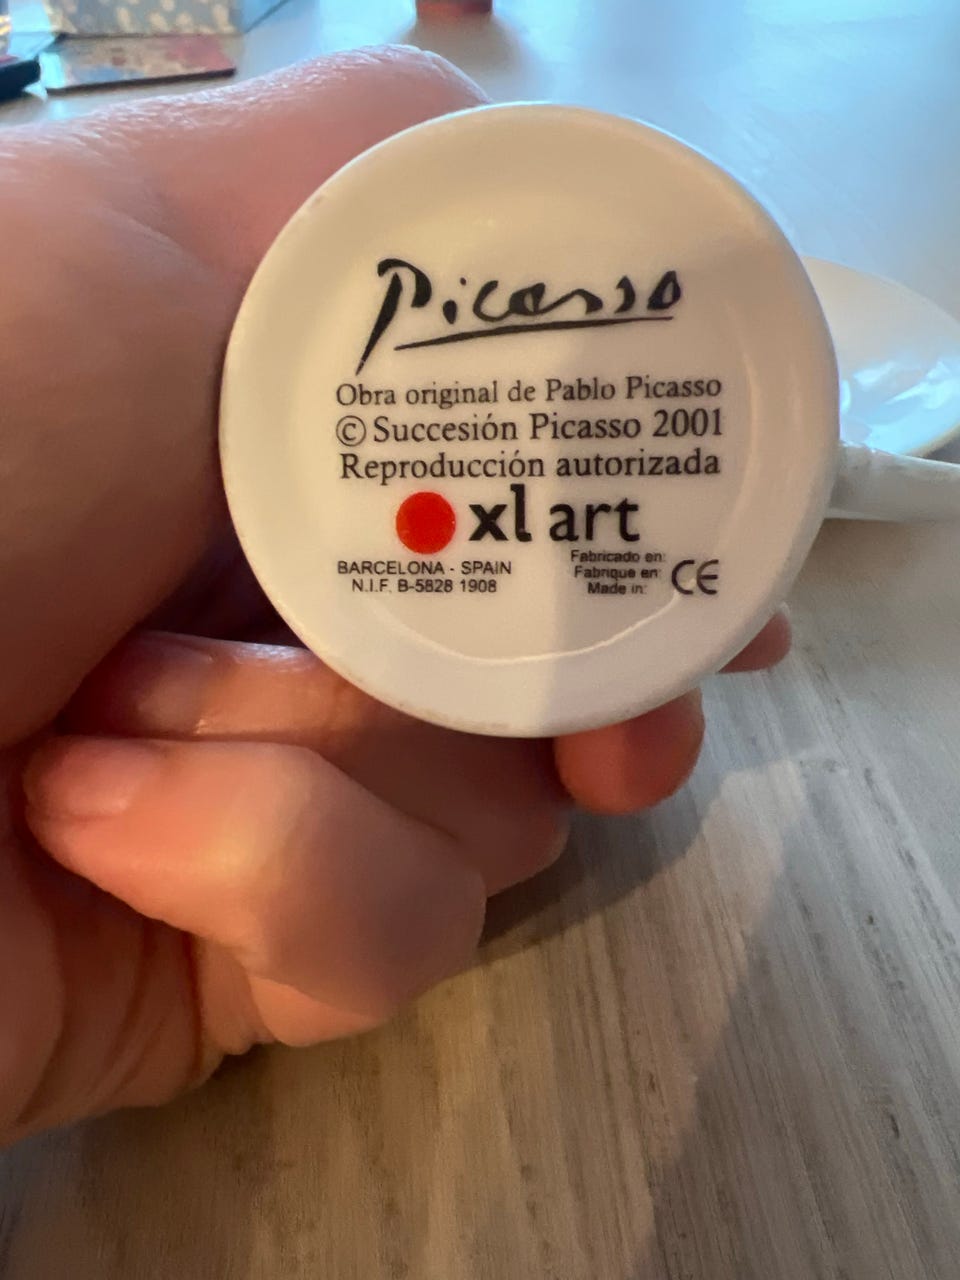 Picasso
Obra original de Pablo Picasso
© Succesión Picasso 2001
Reproducción autorizada
xl art
BARCELONA - SPAIN
N.I.F. B-5828 1908
Fabricado en:
Fabrique en:
Made in:
CE